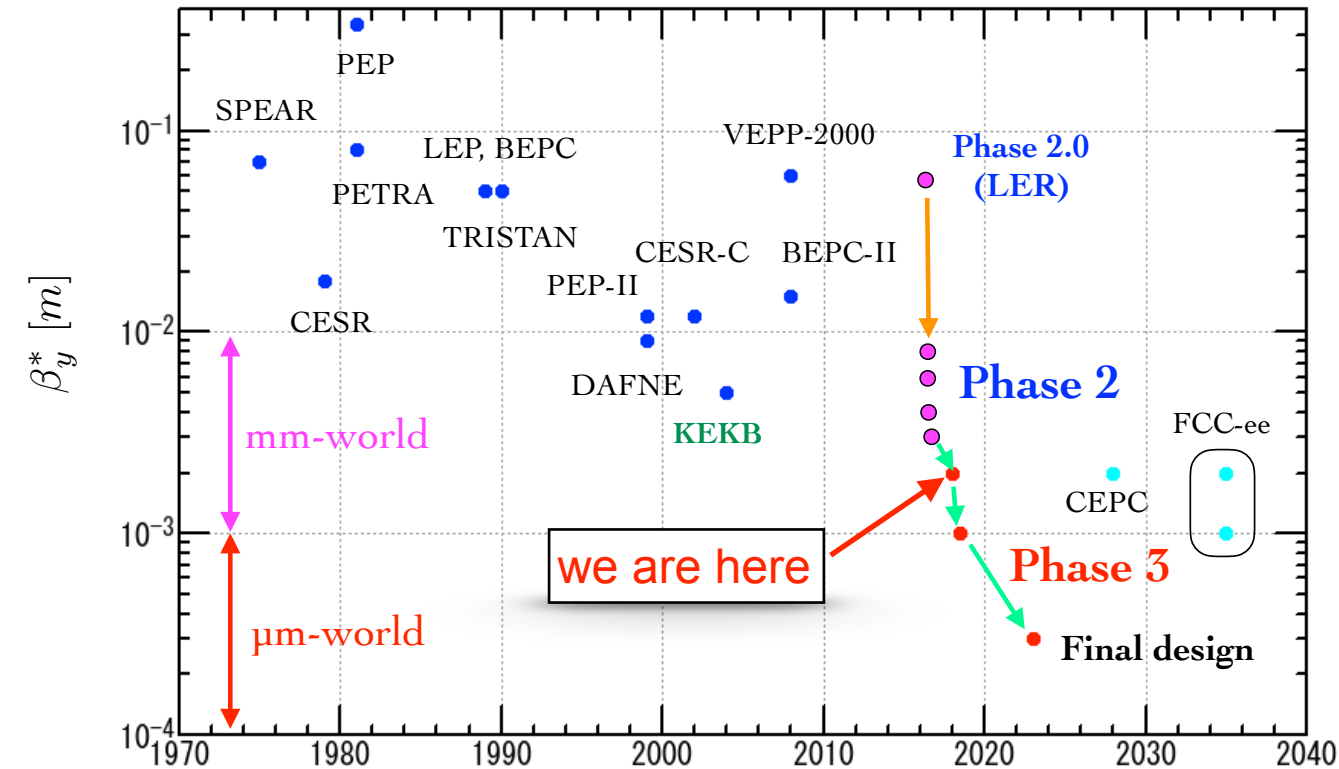 PEP
SPEAR
10⁻¹
LEP, BEPC
VEPP-2000
Phase 2.0
(LER)
PETRA
TRISTAN
CESR-C
BEPC-II
PEP-II
CESR
10⁻²
β*y [m]
DAFNE
Phase 2
KEKB
mm-world
FCC-ee
CEPC
10⁻³
we are here
Phase 3
µm-world
Final design
10⁻⁴
1970 1980 1990 2000 2010 2020 2030 2040